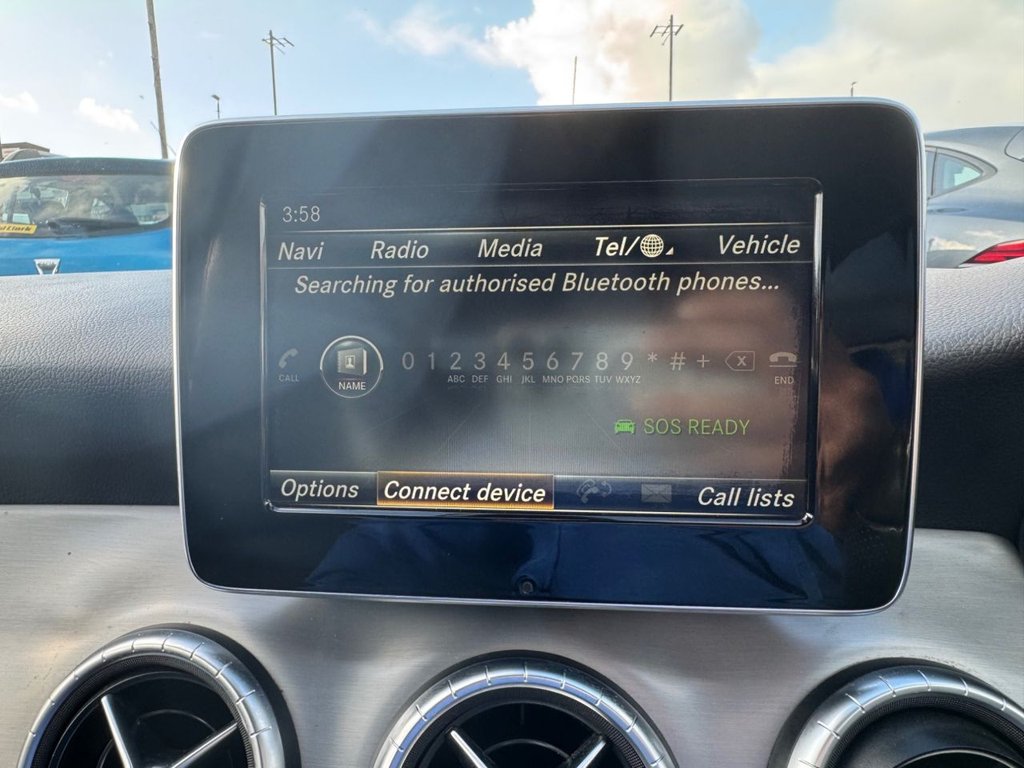 3:58
Navi Radio Media Tel/ Vehicle
Searching for authorised Bluetooth phones...
0 1 2 3 4 5 6 7 8 9 * # +
CALL NAME ABC DEF GHI JKL MNO PQRS TUV WXYZ END
SOS READY
Options Connect device Call lists